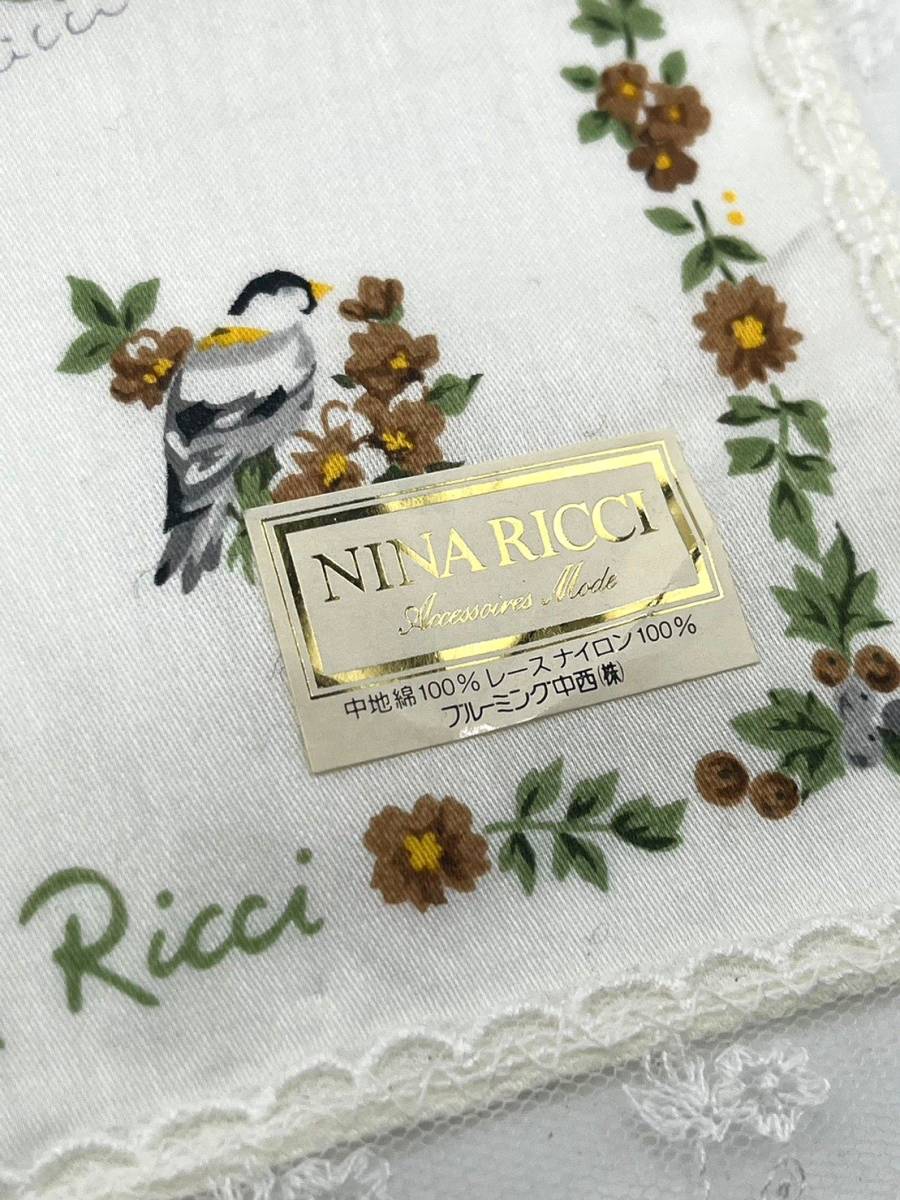 icci
NINA RICCI
Accessoires Mode
中地綿100%レースナイロン100%
ブルーミング中西㈱
Ricci